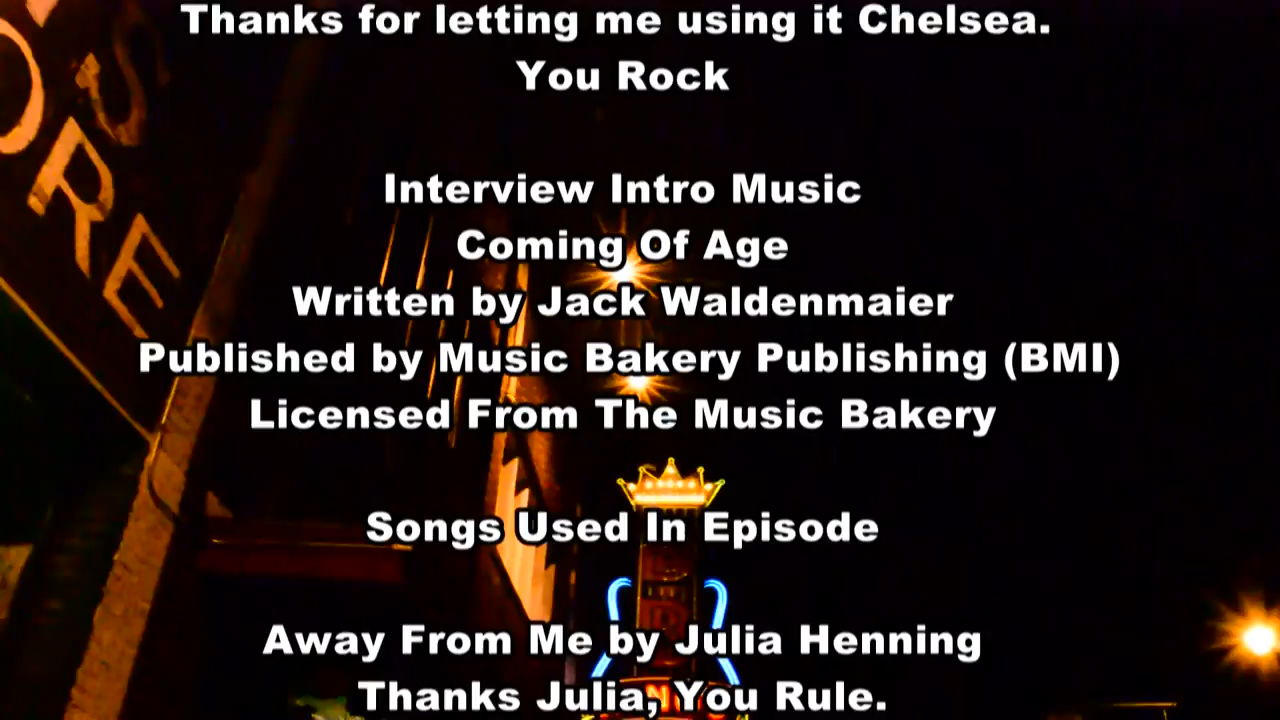 Thanks for letting me using it Chelsea.
You Rock
Interview Intro Music
Coming Of Age
Written by Jack Waldenmaier
Published by Music Bakery Publishing (BMI)
Licensed From The Music Bakery
Songs Used In Episode
Away From Me by Julia Henning
Thanks Julia, You Rule.
S
ORE